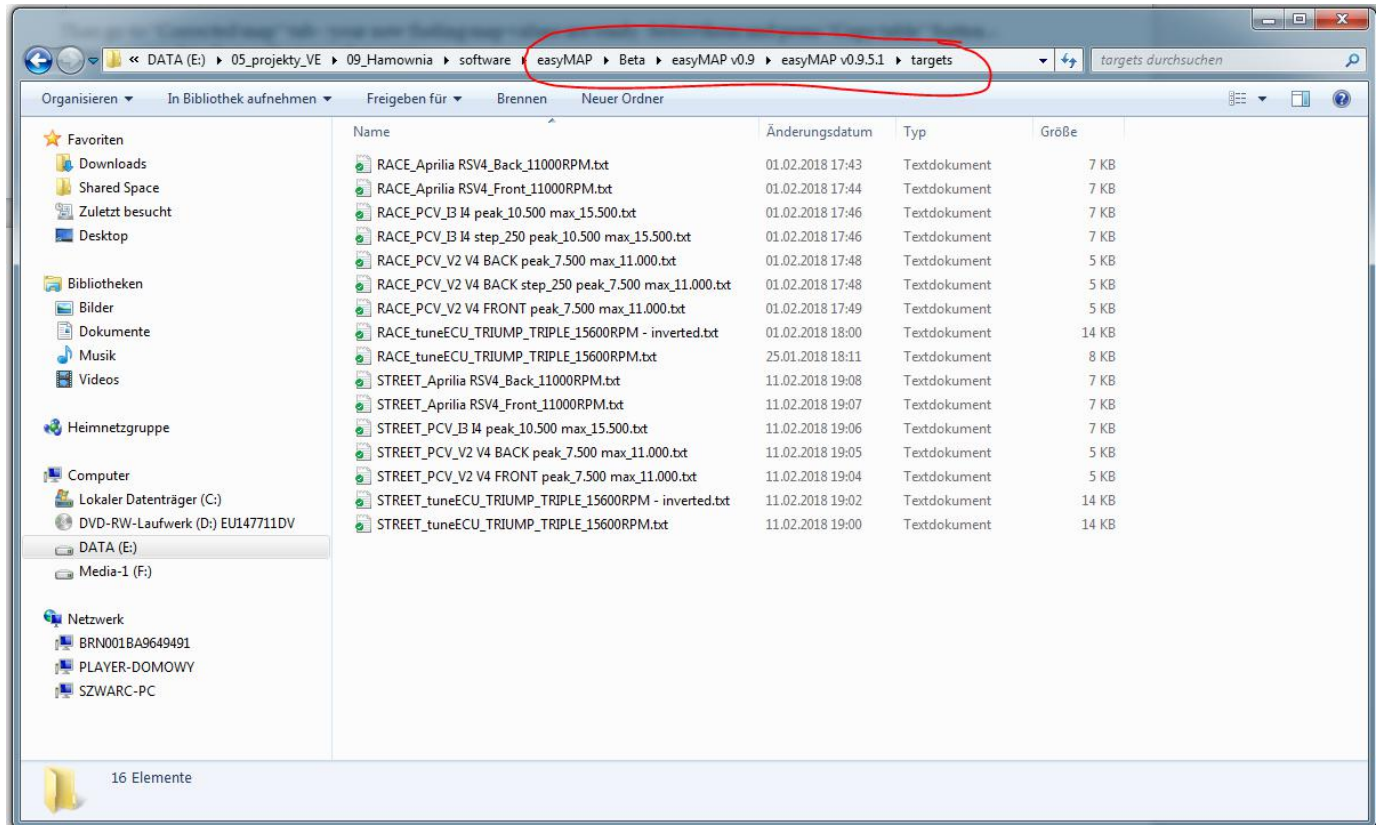 « DATA (E:) ▸ 05_projekty_VE ▸ 09_Hamownia ▸ software ▸ easyMAP ▸ Beta ▸ easyMAP v0.9 ▸ easyMAP v0.9.5.1 ▸ targets targets durchsuchen
Organisieren In Bibliothek aufnehmen Freigeben für Brennen Neuer Ordner
Favoriten
Downloads
Shared Space
Zuletzt besucht
Desktop
Bibliotheken
Bilder
Dokumente
Musik
Videos
Heimnetzgruppe
Computer
Lokaler Datenträger (C:)
DVD-RW-Laufwerk (D:) EU147711DV
DATA (E:)
Media-1 (F:)
Netzwerk
BRN001BA9649491
PLAYER-DOMOWY
SZWARC-PC
Name Änderungsdatum Typ Größe
RACE_Aprilia RSV4_Back_11000RPM.txt 01.02.2018 17:43 Textdokument 7 KB
RACE_Aprilia RSV4_Front_11000RPM.txt 01.02.2018 17:44 Textdokument 7 KB
RACE_PCV_I3 I4 peak_10.500 max_15.500.txt 01.02.2018 17:46 Textdokument 7 KB
RACE_PCV_I3 I4 step_250 peak_10.500 max_15.500.txt 01.02.2018 17:46 Textdokument 7 KB
RACE_PCV_V2 V4 BACK peak_7.500 max_11.000.txt 01.02.2018 17:48 Textdokument 5 KB
RACE_PCV_V2 V4 BACK step_250 peak_7.500 max_11.000.txt 01.02.2018 17:48 Textdokument 5 KB
RACE_PCV_V2 V4 FRONT peak_7.500 max_11.000.txt 01.02.2018 17:49 Textdokument 5 KB
RACE_tuneECU_TRIUMP_TRIPLE_15600RPM - inverted.txt 01.02.2018 18:00 Textdokument 14 KB
RACE_tuneECU_TRIUMP_TRIPLE_15600RPM.txt 25.01.2018 18:11 Textdokument 8 KB
STREET_Aprilia RSV4_Back_11000RPM.txt 11.02.2018 19:08 Textdokument 7 KB
STREET_Aprilia RSV4_Front_11000RPM.txt 11.02.2018 19:07 Textdokument 7 KB
STREET_PCV_I3 I4 peak_10.500 max_15.500.txt 11.02.2018 19:06 Textdokument 7 KB
STREET_PCV_V2 V4 BACK peak_7.500 max_11.000.txt 11.02.2018 19:05 Textdokument 5 KB
STREET_PCV_V2 V4 FRONT peak_7.500 max_11.000.txt 11.02.2018 19:04 Textdokument 5 KB
STREET_tuneECU_TRIUMP_TRIPLE_15600RPM - inverted.txt 11.02.2018 19:02 Textdokument 14 KB
STREET_tuneECU_TRIUMP_TRIPLE_15600RPM.txt 11.02.2018 19:00 Textdokument 14 KB
16 Elemente